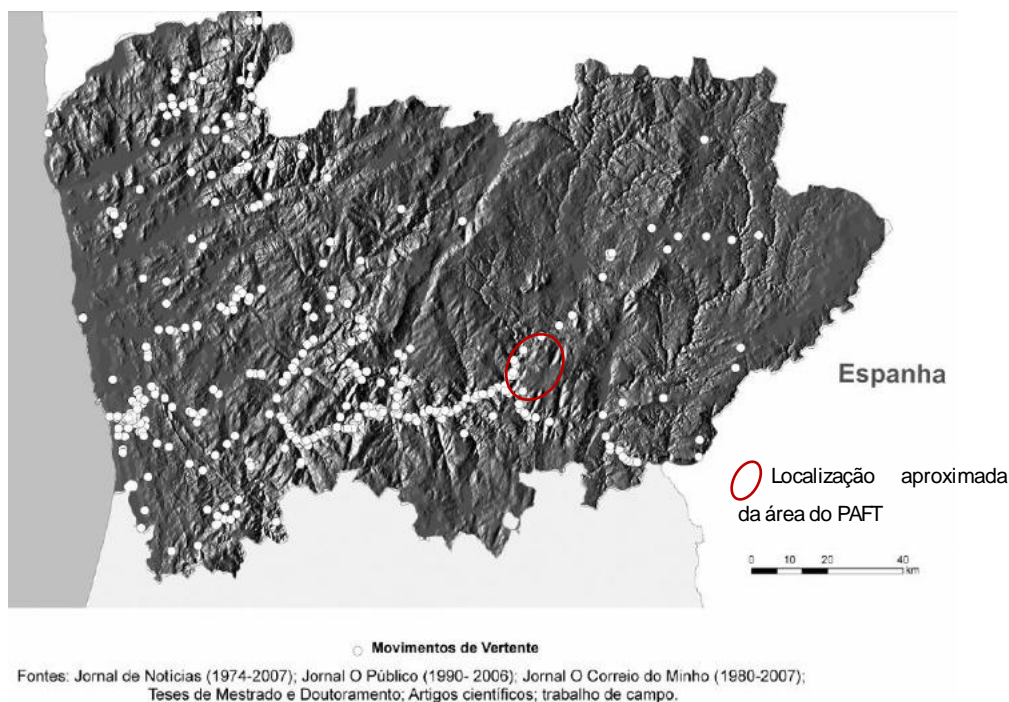 Espanha
Localização aproximada
da área do PAFT
0 10 20 40
km
Movimentos de Vertente
Fontes: Jornal de Notícias (1974-2007); Jornal O Público (1990- 2006); Jornal O Correio do Minho (1980-2007);
Teses de Mestrado e Doutoramento; Artigos científicos; trabalho de campo.